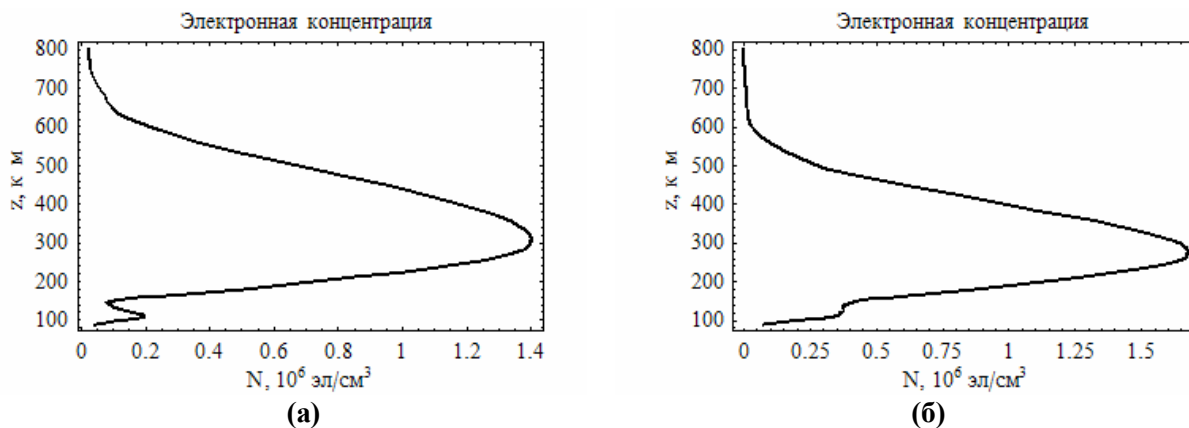 Электронная концентрация
800
700
600
500
400
300
200
100
z, к м
0 0.2 0.4 0.6 0.8 1 1.2 1.4
N, 10⁶ эл/см³
(а)
Электронная концентрация
800
700
600
500
400
300
200
100
z, к м
0 0.25 0.5 0.75 1 1.25 1.5
N, 10⁶ эл/см³
(б)